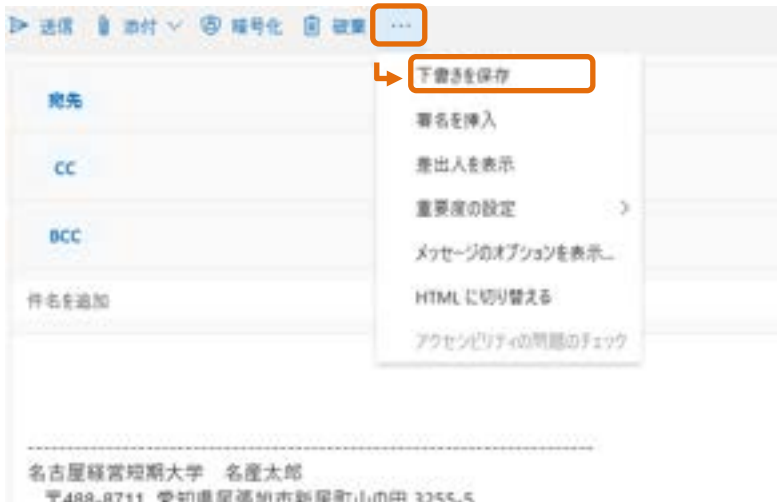 送信 添付 暗号化 破棄 …
下書きを保存
宛先
署名を挿入
CC
差出人を表示
重要度の設定
BCC
メッセージのオプションを表示...
件名を追加
HTML に切り替える
アクセシビリティの問題のチェック
名古屋経営短期大学 名産太郎
〒488-8711 愛知県尾張旭市新居町山の田 3255-5